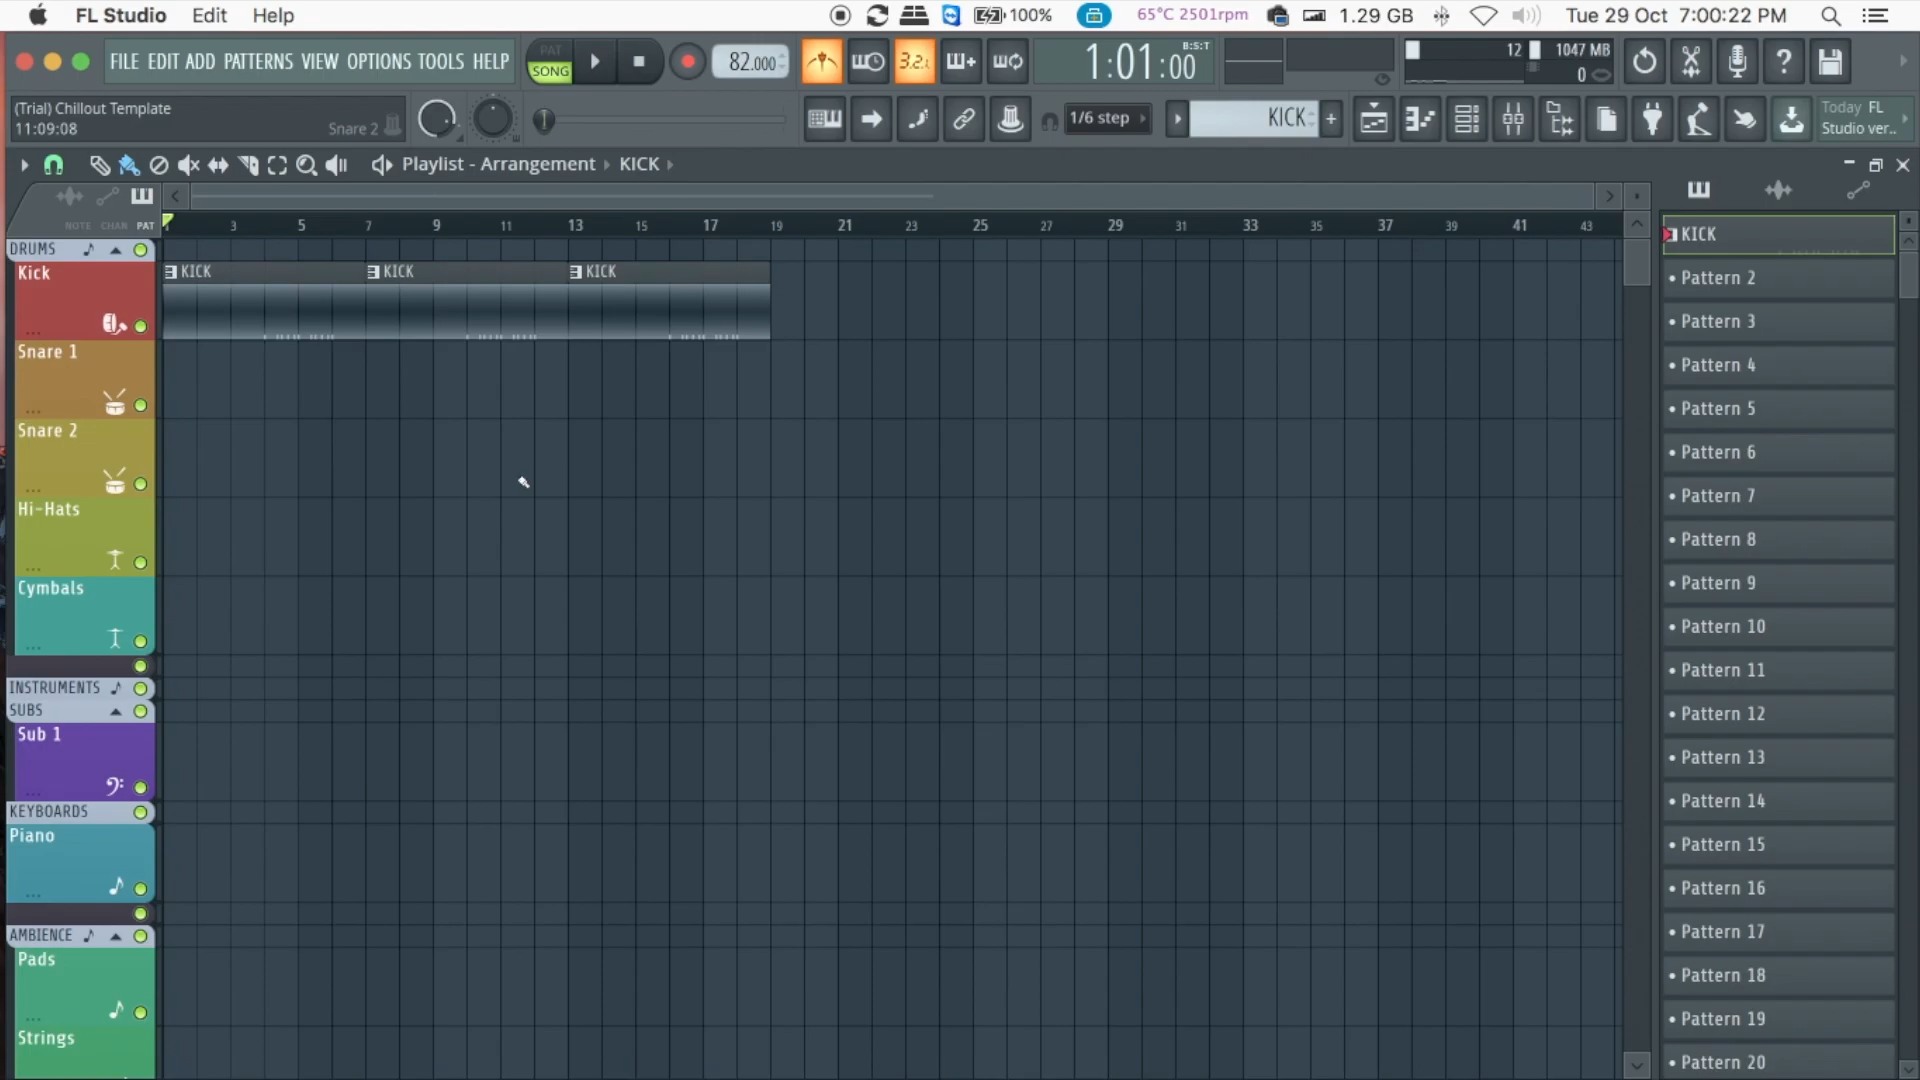 FL Studio Edit Help
100% 65°C 2501rpm 1.29 GB Tue 29 Oct 7:00:22 PM
FILE EDIT ADD PATTERNS VIEW OPTIONS TOOLS HELP
PAT
SONG
82.000
3.2.
1:01:00
B:S:T
12
1047 MB
0
(Trial) Chillout Template
11:09:08
Snare 2
1/6 step
KICK
Today FL
Studio ver..
Playlist - Arrangement KICK
NOTE CHAN PAT
3 5 7 9 11 13 15 17 19 21 23 25 27 29 31 33 35 37 39 41 43
DRUMS
Kick
KICK KICK KICK
Snare 1
Snare 2
Hi-Hats
Cymbals
INSTRUMENTS
SUBS
Sub 1
KEYBOARDS
Piano
AMBIENCE
Pads
Strings
KICK
Pattern 2
Pattern 3
Pattern 4
Pattern 5
Pattern 6
Pattern 7
Pattern 8
Pattern 9
Pattern 10
Pattern 11
Pattern 12
Pattern 13
Pattern 14
Pattern 15
Pattern 16
Pattern 17
Pattern 18
Pattern 19
Pattern 20